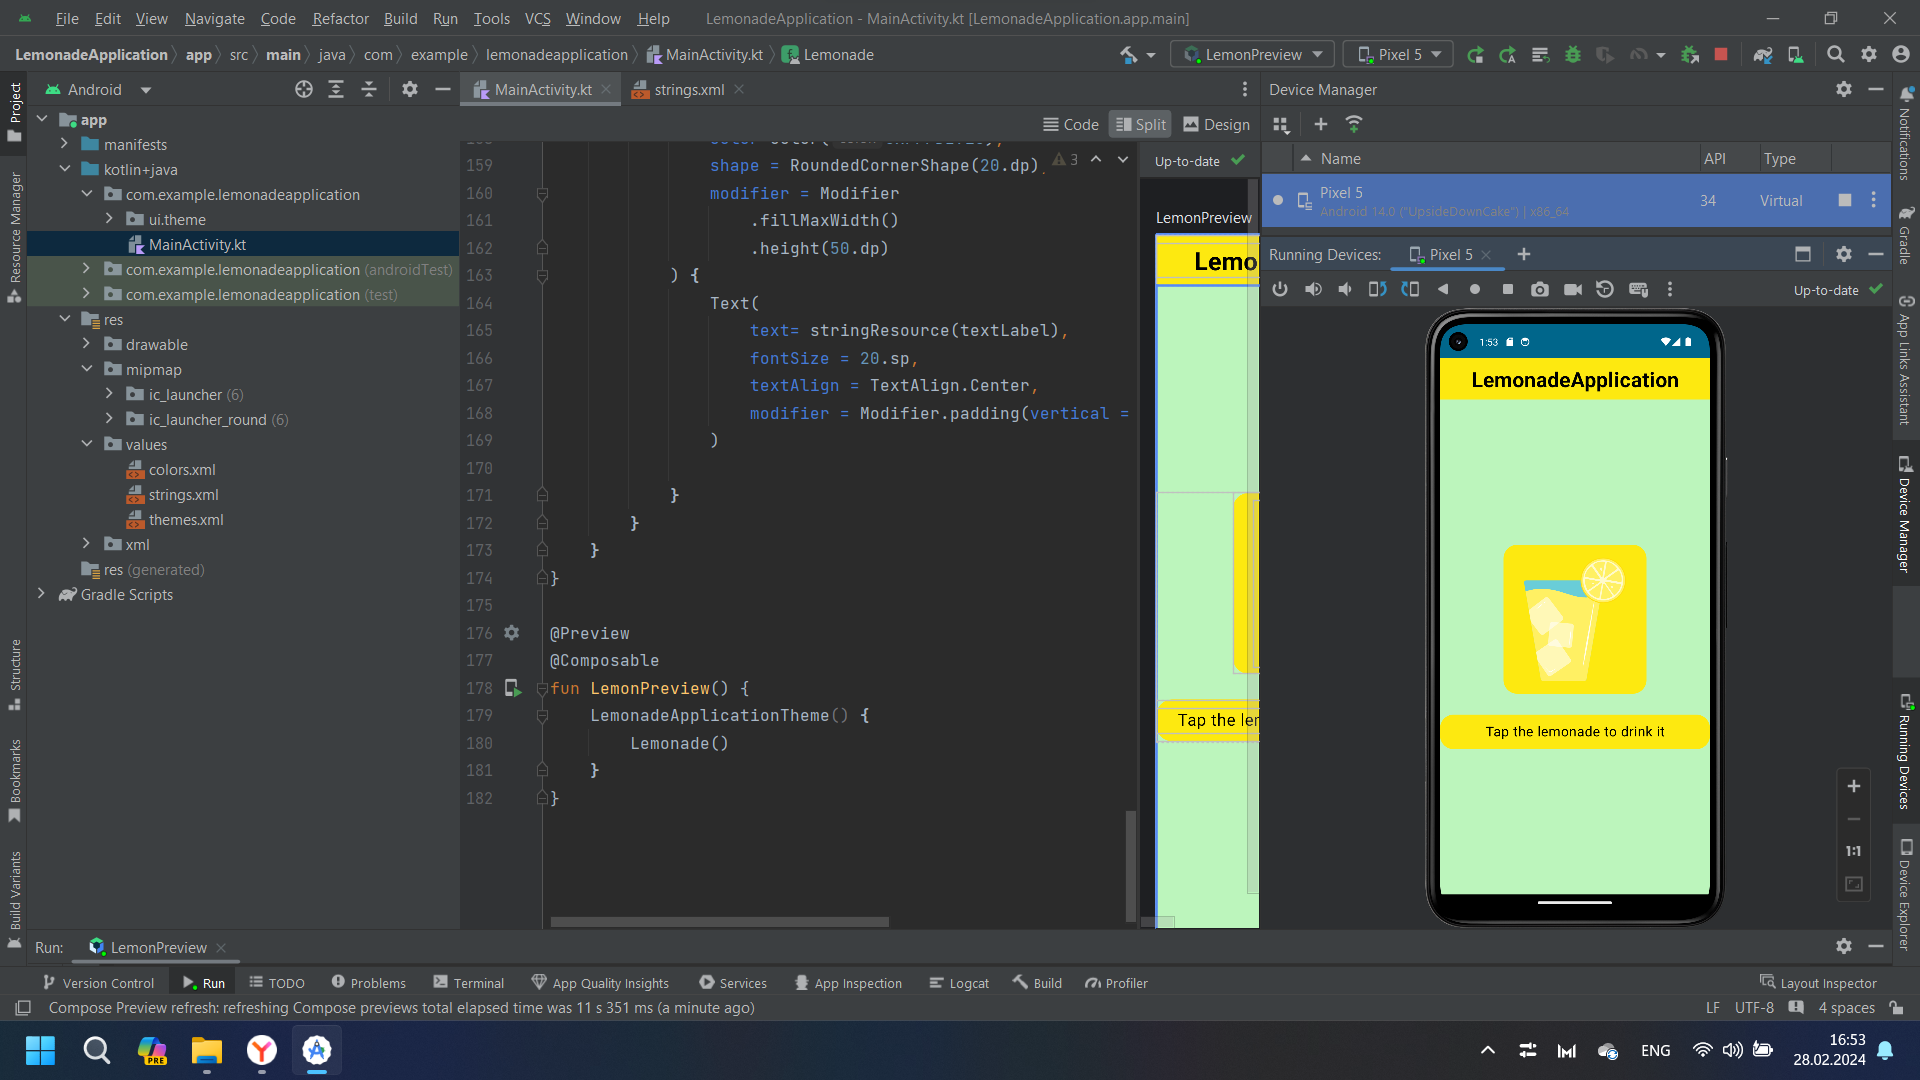 File Edit View Navigate Code Refactor Build Run Tools VCS Window Help LemonadeApplication - MainActivity.kt [LemonadeApplication.app.main]
LemonadeApplication app src main java com example lemonadeapplication MainActivity.kt Lemonade LemonPreview Pixel 5
Project
Resource Manager
Structure
Bookmarks
Build Variants
Android
app
manifests
kotlin+java
com.example.lemonadeapplication
ui.theme
MainActivity.kt
com.example.lemonadeapplication (androidTest)
com.example.lemonadeapplication (test)
res
drawable
mipmap
ic_launcher (6)
ic_launcher_round (6)
values
colors.xml
strings.xml
themes.xml
xml
res (generated)
Gradle Scripts
MainActivity.kt strings.xml
Code Split Design
3
159 shape = RoundedCornerShape(20.dp),
160 modifier = Modifier
161 .fillMaxWidth()
162 .height(50.dp)
163 ) {
164 Text(
165 text= stringResource(textLabel),
166 fontSize = 20.sp,
167 textAlign = TextAlign.Center,
168 modifier = Modifier.padding(vertical =
169 )
170
171 }
172 }
173 }
174 }
175
176 @Preview
177 @Composable
178 fun LemonPreview() {
179 LemonadeApplicationTheme() {
180 Lemonade()
181 }
182 }
Up-to-date
LemonPreview
Lemo
Tap the ler
Device Manager
Name API Type
Pixel 5 34 Virtual
Android 14.0 ("UpsideDownCake") | x86_64
Running Devices: Pixel 5
Up-to-date
1:53
LemonadeApplication
Tap the lemonade to drink it
1:1
Notifications
Gradle
App Links Assistant
Device Manager
Running Devices
Device Explorer
Run: LemonPreview
Version Control Run TODO Problems Terminal App Quality Insights Services App Inspection Logcat Build Profiler Layout Inspector
Compose Preview refresh: refreshing Compose previews total elapsed time was 11 s 351 ms (a minute ago) LF UTF-8 4 spaces
PRE
ENG
16:53
28.02.2024